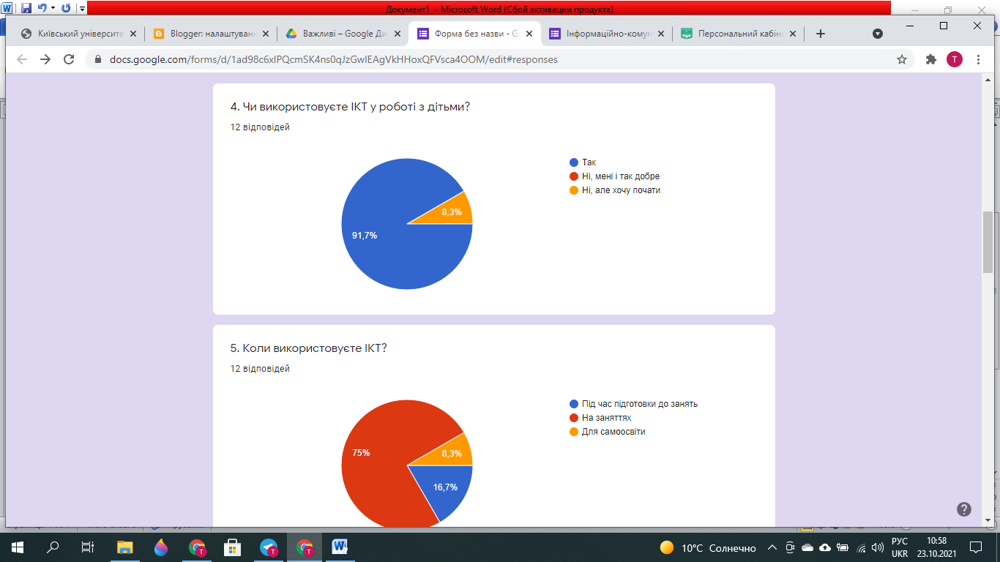 Документ1 - Microsoft Word (Сбой активации продукта)
Київський університе
Blogger: налаштуван
Важливі – Google Ди
Форма без назви - G
Інформаційно-комун
Персональний кабін
docs.google.com/forms/d/1ad98c6xlPQcmSK4ns0qJzGwlEAgVkHHoxQFVsca4OOM/edit#responses
T
4. Чи використовуєте ІКТ у роботі з дітьми?
12 відповідей
Так
Ні, мені і так добре
Ні, але хочу почати
8,3%
91,7%
5. Коли використовуєте ІКТ?
12 відповідей
Під час підготовки до занять
На заняттях
Для самоосвіти
75%
8,3%
16,7%
10°C Солнечно
РУС
UKR
10:58
23.10.2021